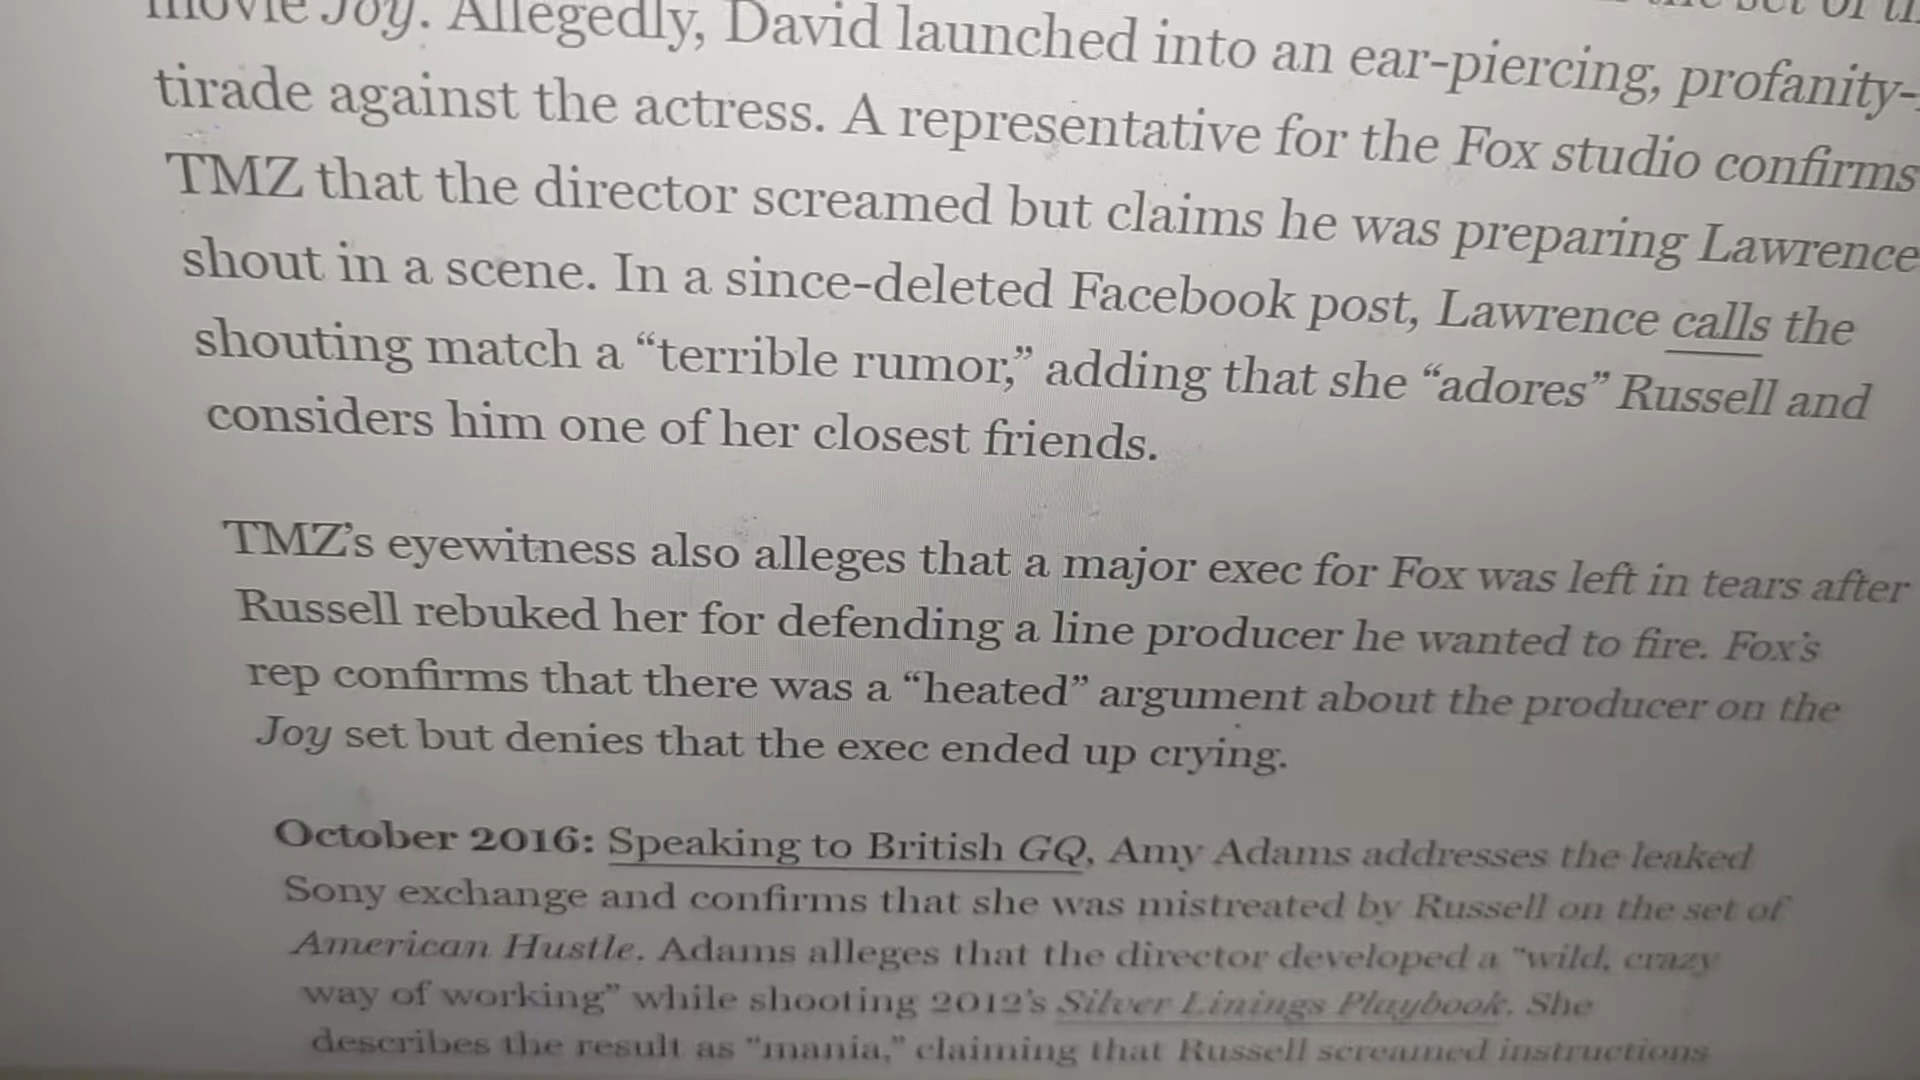 movie Joy. Allegedly, David launched into an ear-piercing, profanity-
tirade against the actress. A representative for the Fox studio confirms
TMZ that the director screamed but claims he was preparing Lawrence
shout in a scene. In a since-deleted Facebook post, Lawrence calls the
shouting match a “terrible rumor,” adding that she “adores” Russell and
considers him one of her closest friends.
TMZ’s eyewitness also alleges that a major exec for Fox was left in tears after
Russell rebuked her for defending a line producer he wanted to fire. Fox’s
rep confirms that there was a “heated” argument about the producer on the
Joy set but denies that the exec ended up crying.
October 2016: Speaking to British GQ, Amy Adams addresses the leaked
Sony exchange and confirms that she was mistreated by Russell on the set of
American Hustle. Adams alleges that the director developed a “wild, crazy
way of working” while shooting 2012’s Silver Linings Playbook. She
describes the result as “mania,” claiming that Russell screamed instructions